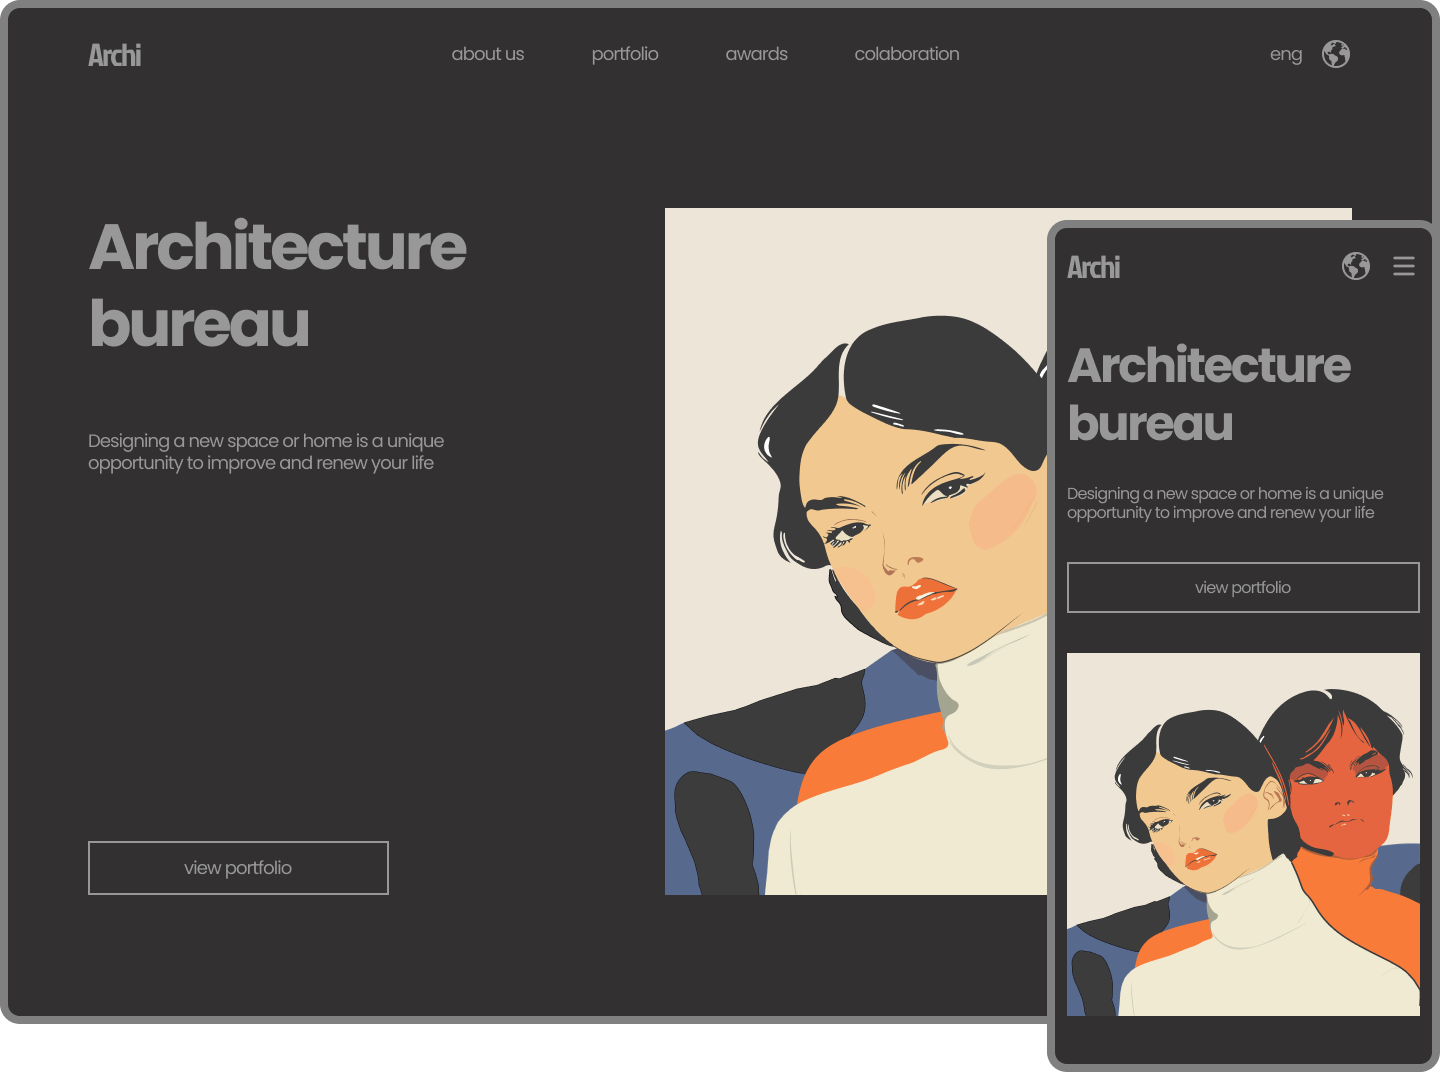 Archi
about us
portfolio
awards
colaboration
eng
Architecture
bureau
Designing a new space or home is a unique
opportunity to improve and renew your life
view portfolio
Archi
Architecture
bureau
Designing a new space or home is a unique
opportunity to improve and renew your life
view portfolio